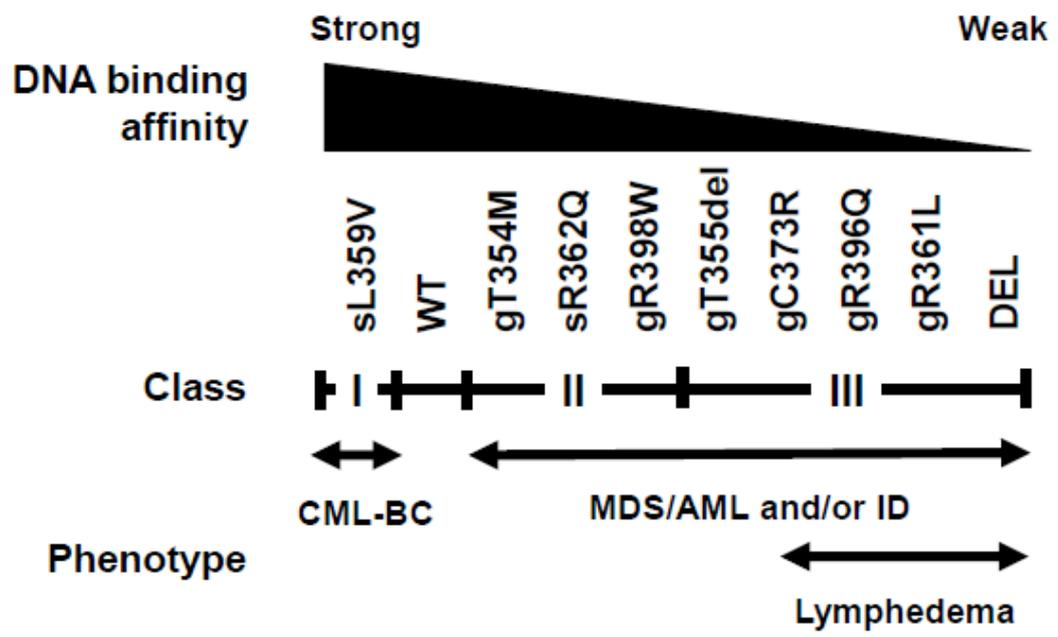 Strong
Weak
DNA binding
affinity
sL359V
WT
gT354M
sR362Q
gR398W
gT355del
gC373R
gR396Q
gR361L
DEL
Class
I
II
III
CML-BC
MDS/AML and/or ID
Phenotype
Lymphedema